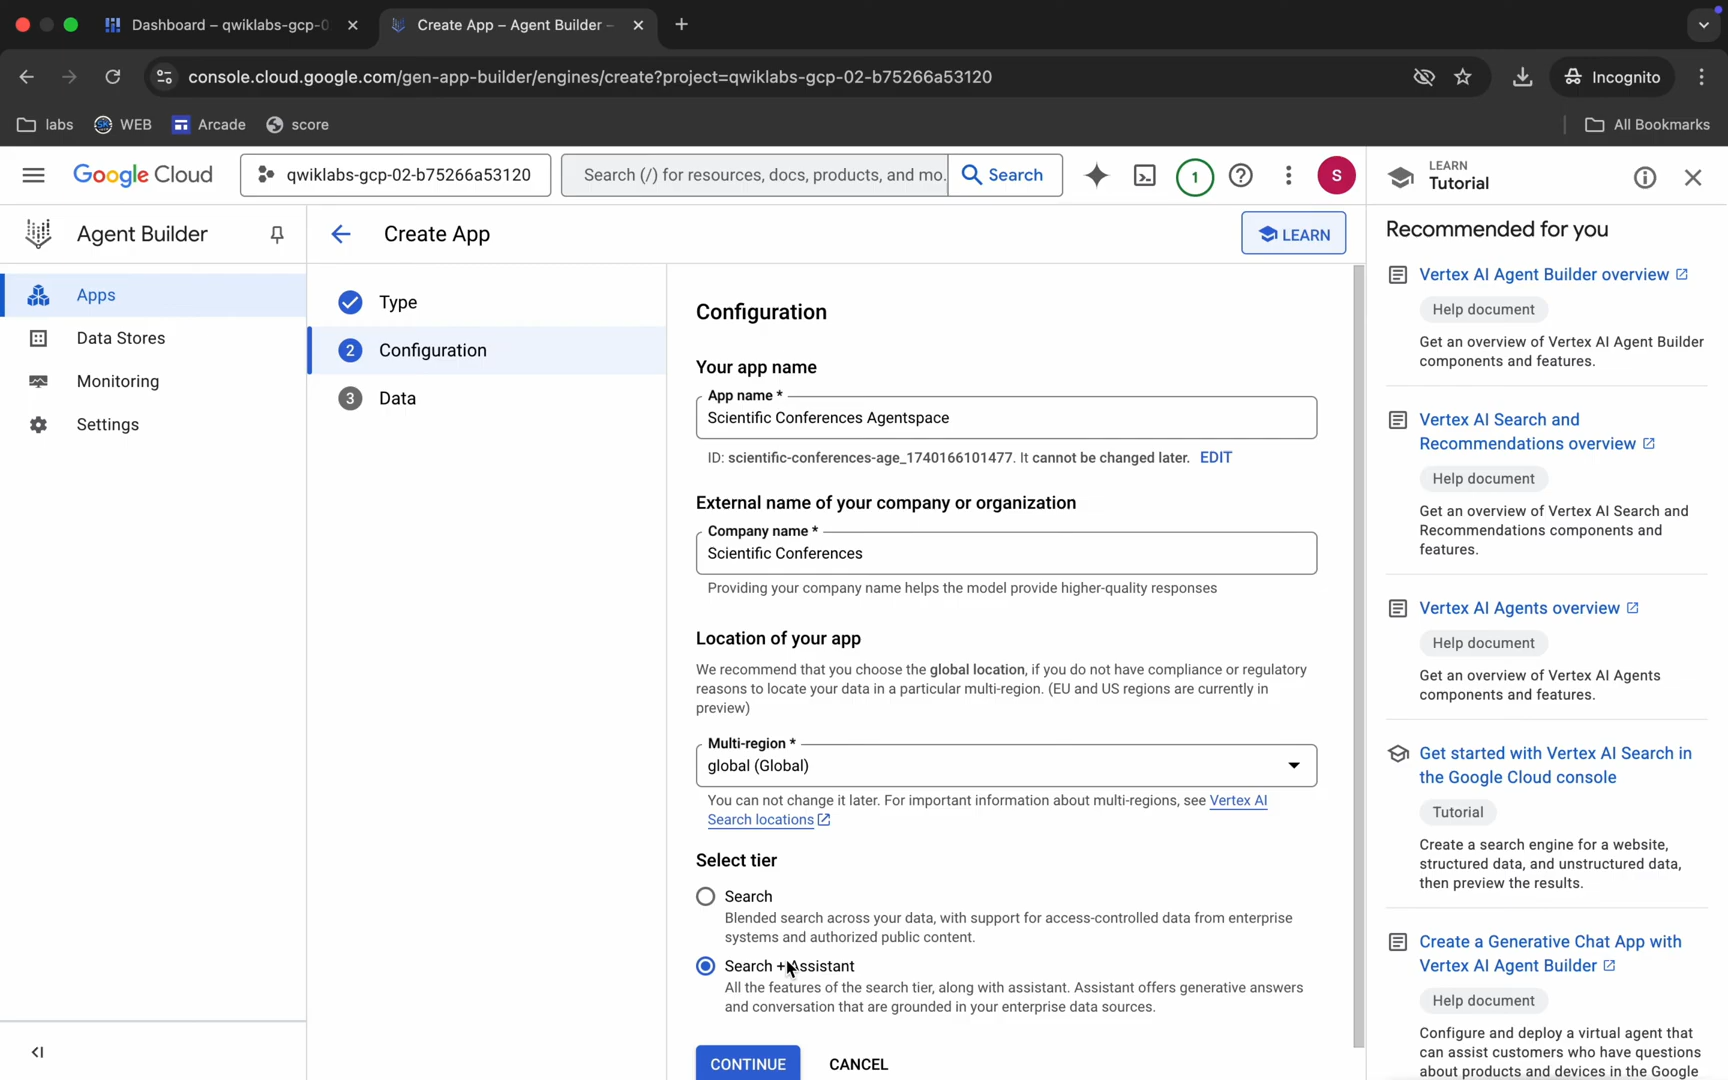 Dashboard – qwiklabs-gcp-0
Create App – Agent Builder –
console.cloud.google.com/gen-app-builder/engines/create?project=qwiklabs-gcp-02-b75266a53120
Incognito
labs
WEB
Arcade
score
All Bookmarks
Google Cloud
qwiklabs-gcp-02-b75266a53120
Search (/) for resources, docs, products, and mo.
Search
1
S
LEARN
Tutorial
Agent Builder
Create App
LEARN
Apps
Data Stores
Monitoring
Settings
Type
2 Configuration
3 Data
Configuration
Your app name
App name *
Scientific Conferences Agentspace
ID: scientific-conferences-age_1740166101477. It cannot be changed later. EDIT
External name of your company or organization
Company name *
Scientific Conferences
Providing your company name helps the model provide higher-quality responses
Location of your app
We recommend that you choose the global location, if you do not have compliance or regulatory
reasons to locate your data in a particular multi-region. (EU and US regions are currently in
preview)
Multi-region *
global (Global)
You can not change it later. For important information about multi-regions, see Vertex AI
Search locations
Select tier
Search
Blended search across your data, with support for access-controlled data from enterprise
systems and authorized public content.
Search + Assistant
All the features of the search tier, along with assistant. Assistant offers generative answers
and conversation that are grounded in your enterprise data sources.
CONTINUE
CANCEL
Recommended for you
Vertex AI Agent Builder overview
Help document
Get an overview of Vertex AI Agent Builder
components and features.
Vertex AI Search and
Recommendations overview
Help document
Get an overview of Vertex AI Search and
Recommendations components and
features.
Vertex AI Agents overview
Help document
Get an overview of Vertex AI Agents
components and features.
Get started with Vertex AI Search in
the Google Cloud console
Tutorial
Create a search engine for a website,
structured data, and unstructured data,
then preview the results.
Create a Generative Chat App with
Vertex AI Agent Builder
Help document
Configure and deploy a virtual agent that
can assist customers who have questions
about products and devices in the Google